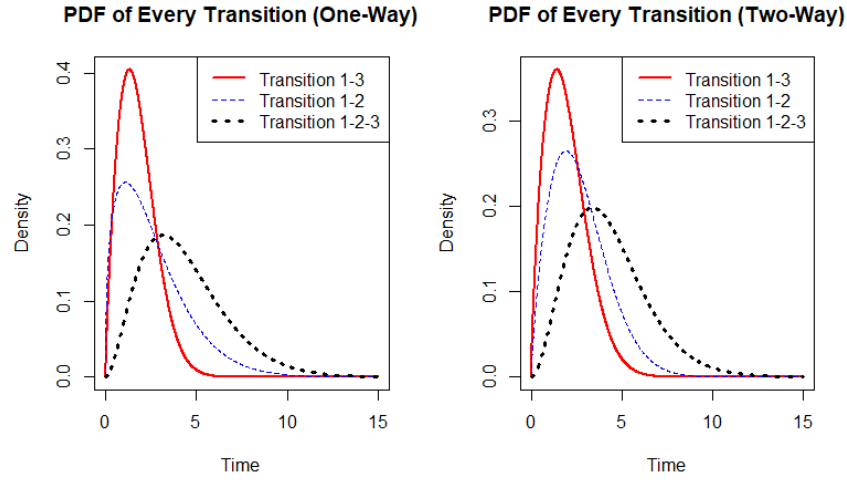 PDF of Every Transition (One-Way)
Transition 1-3
Transition 1-2
Transition 1-2-3
Density
0.4
0.3
0.2
0.1
0.0
0 5 10 15
Time
PDF of Every Transition (Two-Way)
Transition 1-3
Transition 1-2
Transition 1-2-3
Density
0.3
0.2
0.1
0.0
0 5 10 15
Time